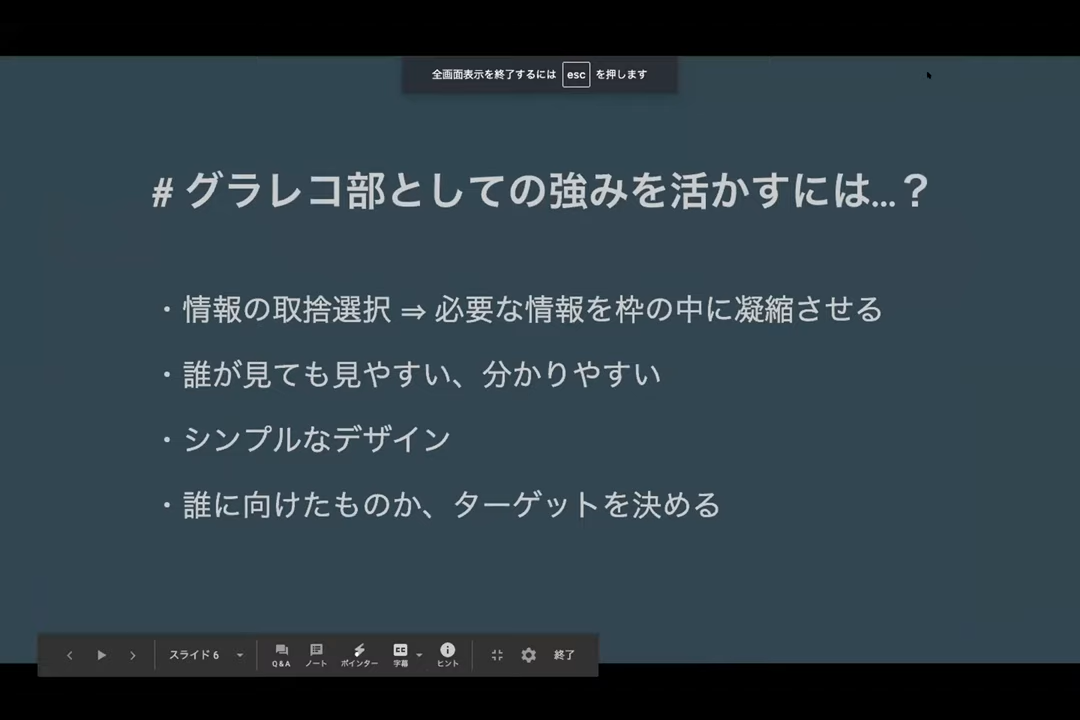 全画面表示を終了するには esc を押します
# グラレコ部としての強みを活かすには...？
・情報の取捨選択 ⇒ 必要な情報を枠の中に凝縮させる
・誰が見ても見やすい、分かりやすい
・シンプルなデザイン
・誰に向けたものか、ターゲットを決める
スライド 6 Q&A ノート ポインター 字幕 ヒント 終了